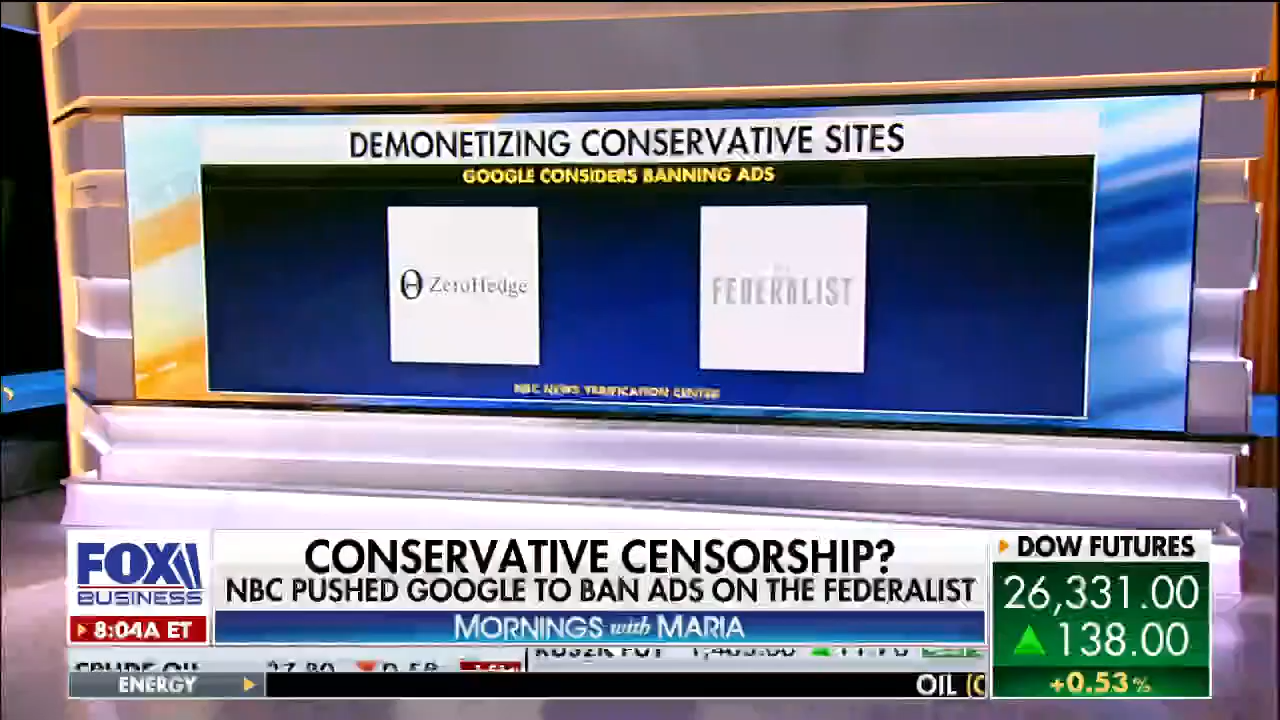 DEMONETIZING CONSERVATIVE SITES
GOOGLE CONSIDERS BANNING ADS
ZeroHedge
FEDERALIST
NBC NEWS VERIFICATION CENTER
FOX
BUSINESS
8:04A ET
CONSERVATIVE CENSORSHIP?
NBC PUSHED GOOGLE TO BAN ADS ON THE FEDERALIST
MORNINGS with MARIA
DOW FUTURES
26,331.00
138.00
+0.53%
CRUDE OIL
ENERGY
OIL (C